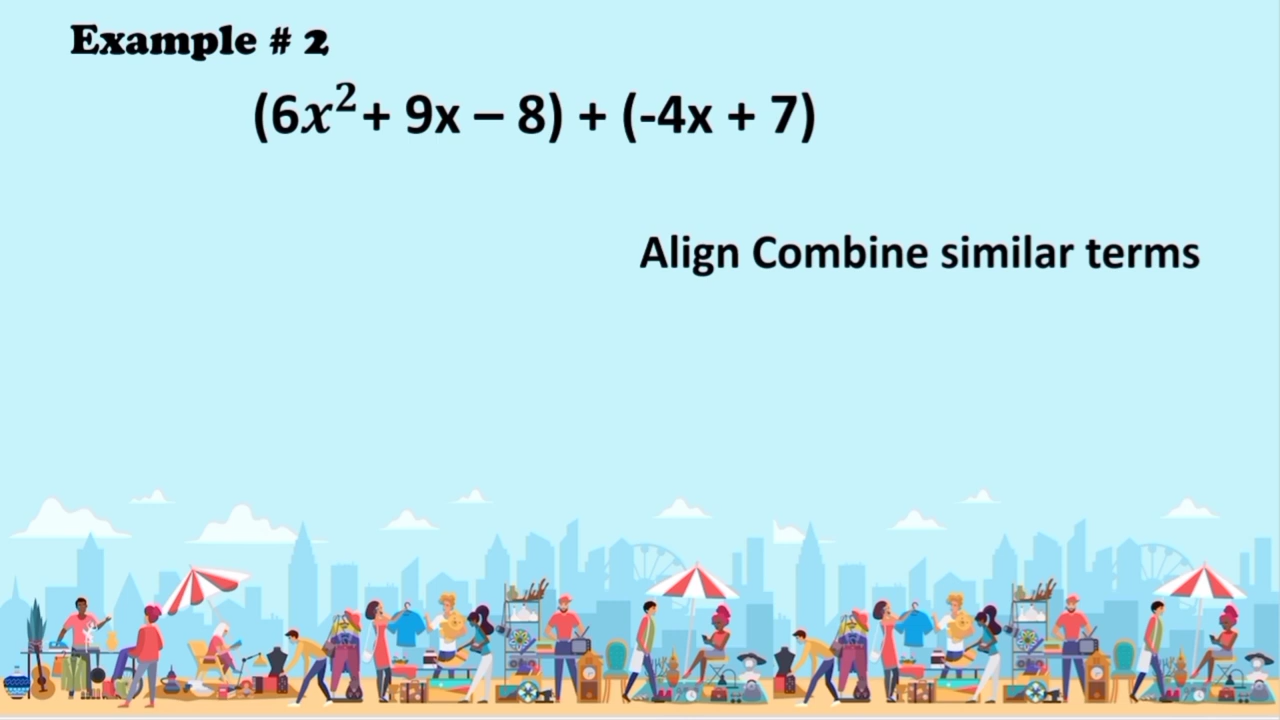 Example # 2
(6x²+ 9x – 8) + (-4x + 7)
Align Combine similar terms